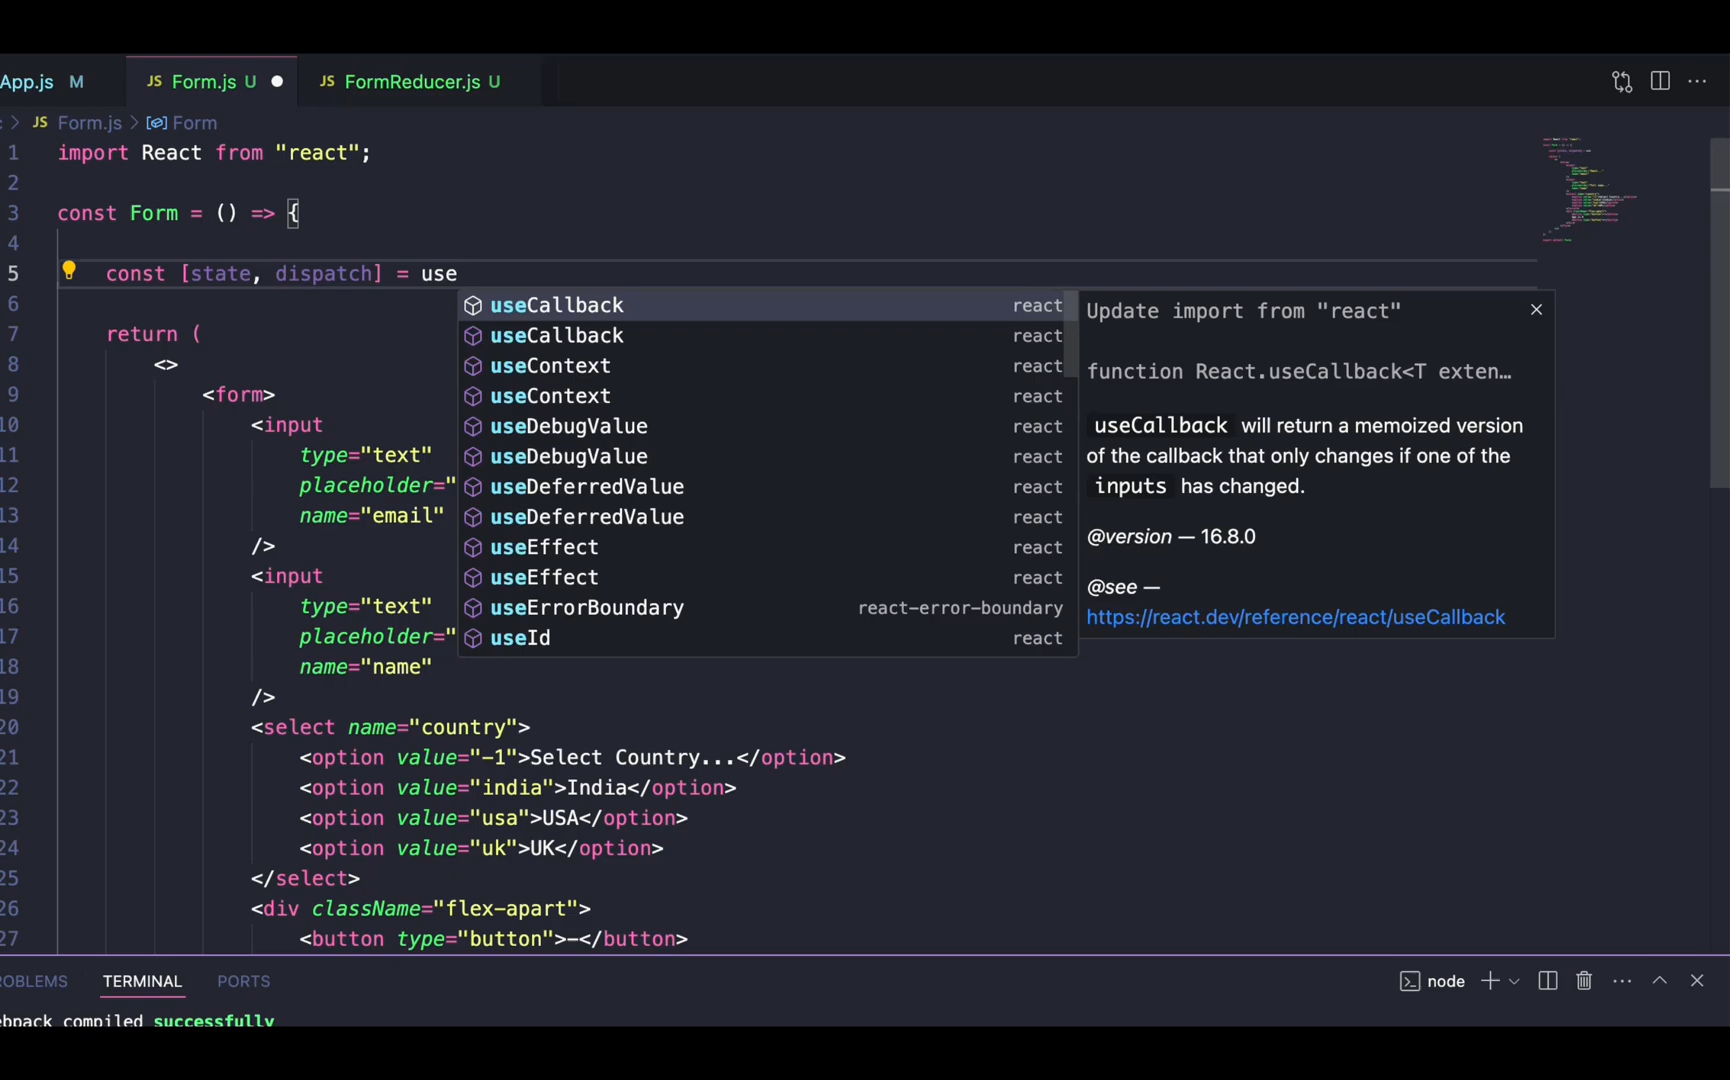 App.js M
JS Form.js U
JS FormReducer.js U
JS Form.js > Form
1 import React from "react";
2
3 const Form = () => {
4
5 const [state, dispatch] = use
6
7 return (
8 <>
9 <form>
10 <input
11 type="text"
12 placeholder="
13 name="email"
14 />
15 <input
16 type="text"
17 placeholder="
18 name="name"
19 />
20 <select name="country">
21 <option value="-1">Select Country...</option>
22 <option value="india">India</option>
23 <option value="usa">USA</option>
24 <option value="uk">UK</option>
25 </select>
26 <div className="flex-apart">
27 <button type="button">-</button>
useCallback react
useCallback react
useContext react
useContext react
useDebugValue react
useDebugValue react
useDeferredValue react
useDeferredValue react
useEffect react
useEffect react
useErrorBoundary react-error-boundary
useId react
Update import from "react"
function React.useCallback<T exten…
useCallback will return a memoized version
of the callback that only changes if one of the
inputs has changed.
@version — 16.8.0
@see —
https://react.dev/reference/react/useCallback
ROBLEMS TERMINAL PORTS
node
ebpack compiled successfully